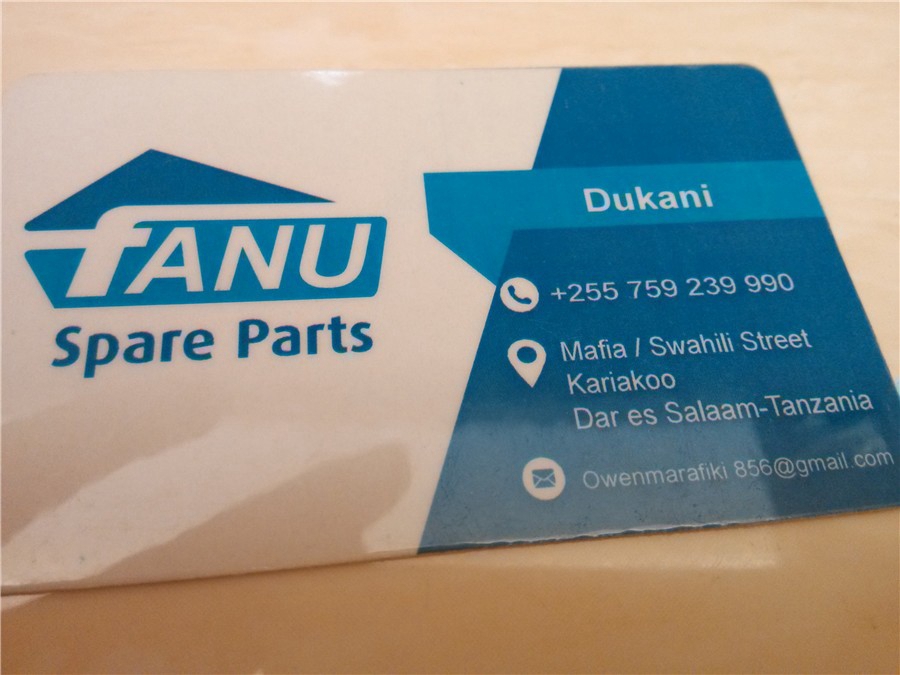 fANU
Spare Parts
Dukani
+255 759 239 990
Mafia / Swahili Street
Kariakoo
Dar es Salaam-Tanzania
Owenmarafiki 856@gmail.com